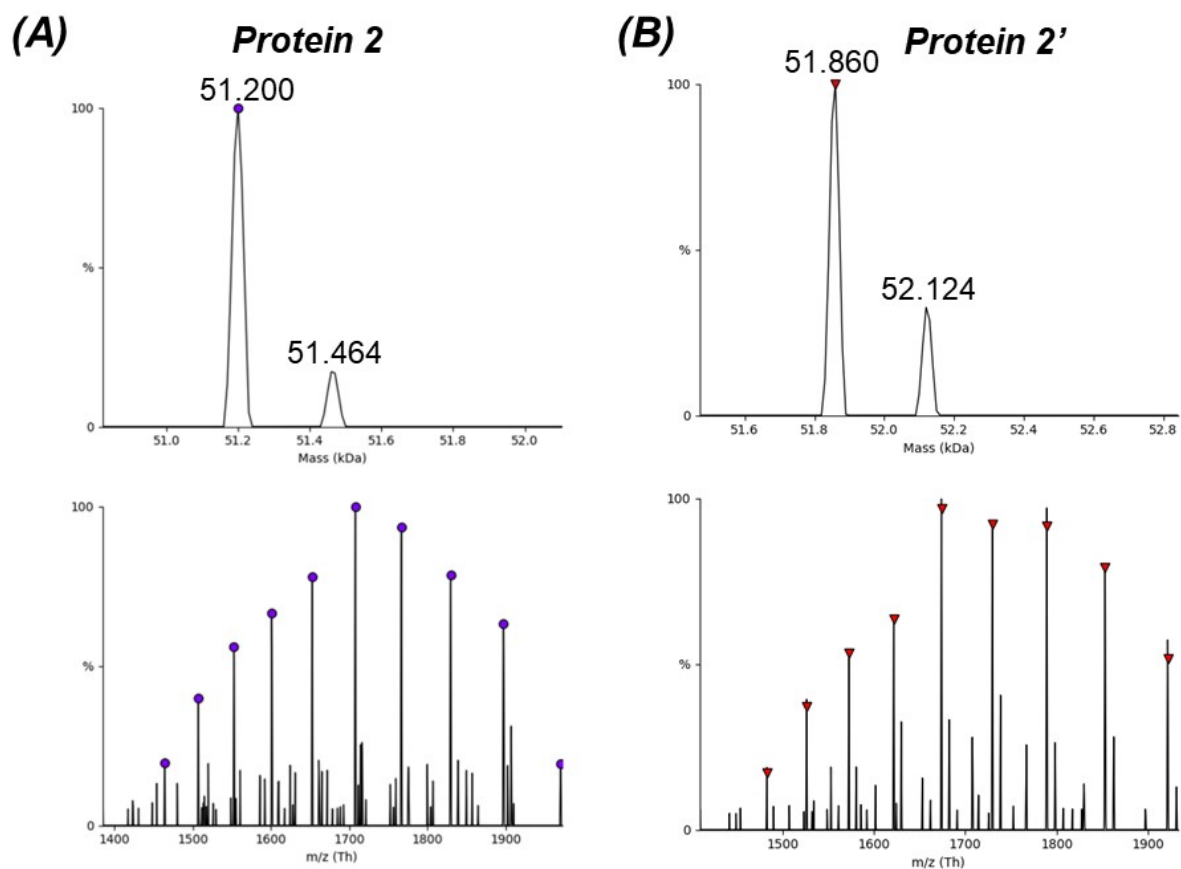 (A)
Protein 2
51.200
100
%
51.464
0
51.0 51.2 51.4 51.6 51.8 52.0
Mass (kDa)
100
%
0
1400 1500 1600 1700 1800 1900
m/z (Th)
(B)
Protein 2’
51.860
100
%
52.124
0
51.6 51.8 52.0 52.2 52.4 52.6 52.8
Mass (kDa)
100
%
0
1500 1600 1700 1800 1900
m/z (Th)